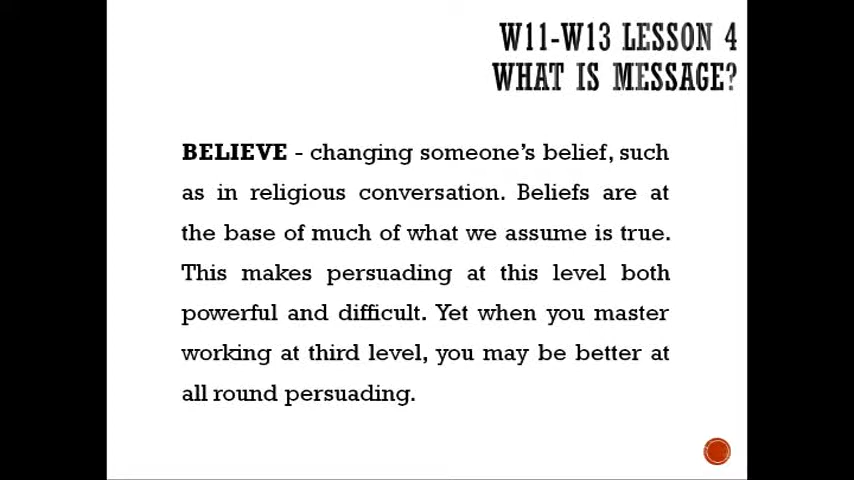 W11-W13 LESSON 4
WHAT IS MESSAGE?
BELIEVE - changing someone's belief, such
as in religious conversation. Beliefs are at
the base of much of what we assume is true.
This makes persuading at this level both
powerful and difficult. Yet when you master
working at third level, you may be better at
all round persuading.